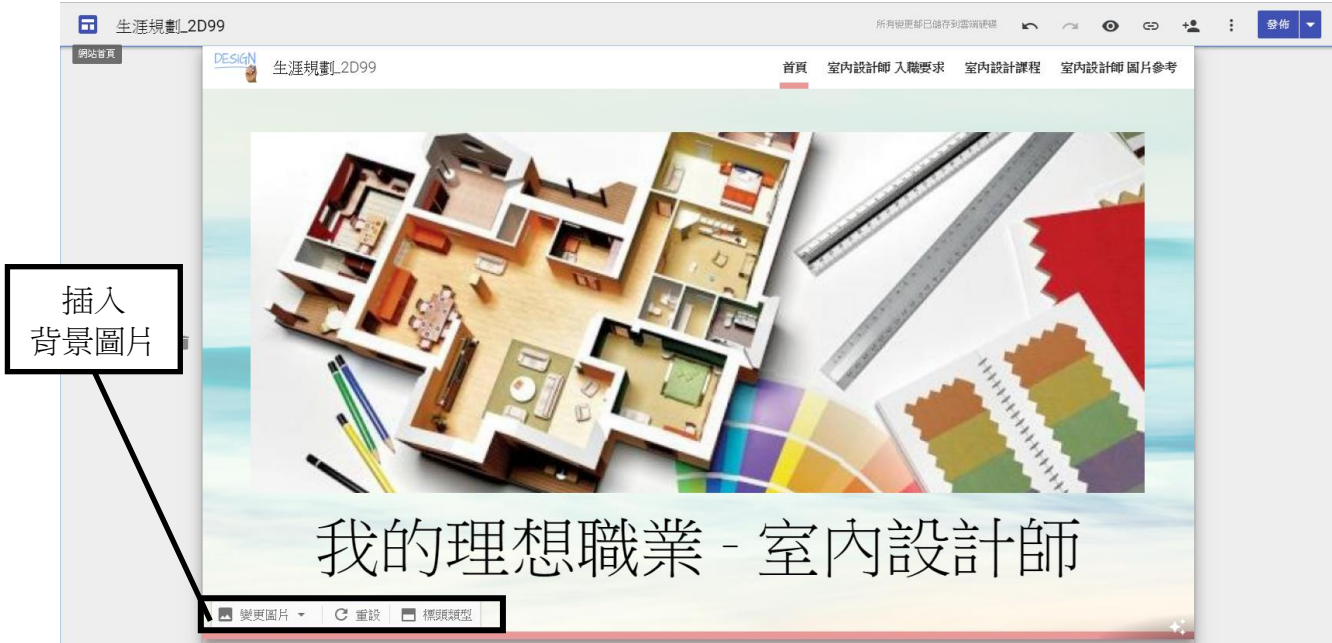 生涯規劃_2D99
所有變更都已儲存到雲端硬碟
發佈
網站首頁
DESIGN
生涯規劃_2D99
首頁 室內設計師 入職要求 室內設計課程 室內設計師 圖片參考
插入
背景圖片
我的理想職業 - 室內設計師
變更圖片 重設 標頭類型